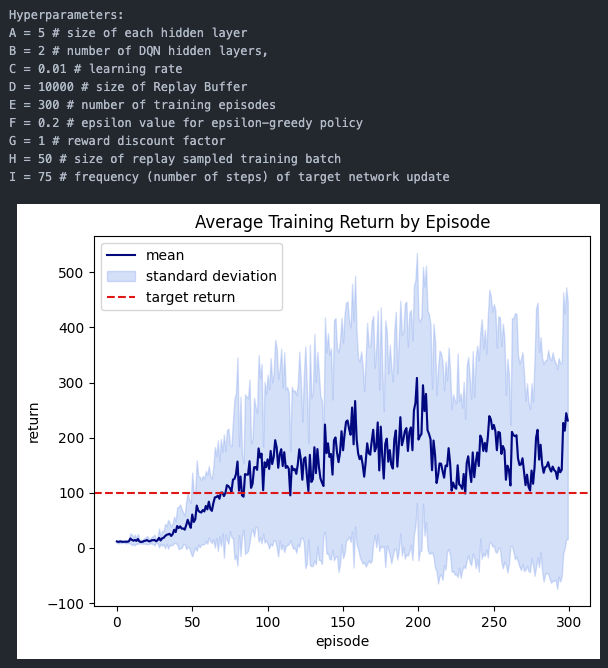 Hyperparameters:
A = 5 # size of each hidden layer
B = 2 # number of DQN hidden layers,
C = 0.01 # learning rate
D = 10000 # size of Replay Buffer
E = 300 # number of training episodes
F = 0.2 # epsilon value for epsilon-greedy policy
G = 1 # reward discount factor
H = 50 # size of replay sampled training batch
I = 75 # frequency (number of steps) of target network update
Average Training Return by Episode
mean
standard deviation
target return
return
500
400
300
200
100
0
−100
0 50 100 150 200 250 300
episode